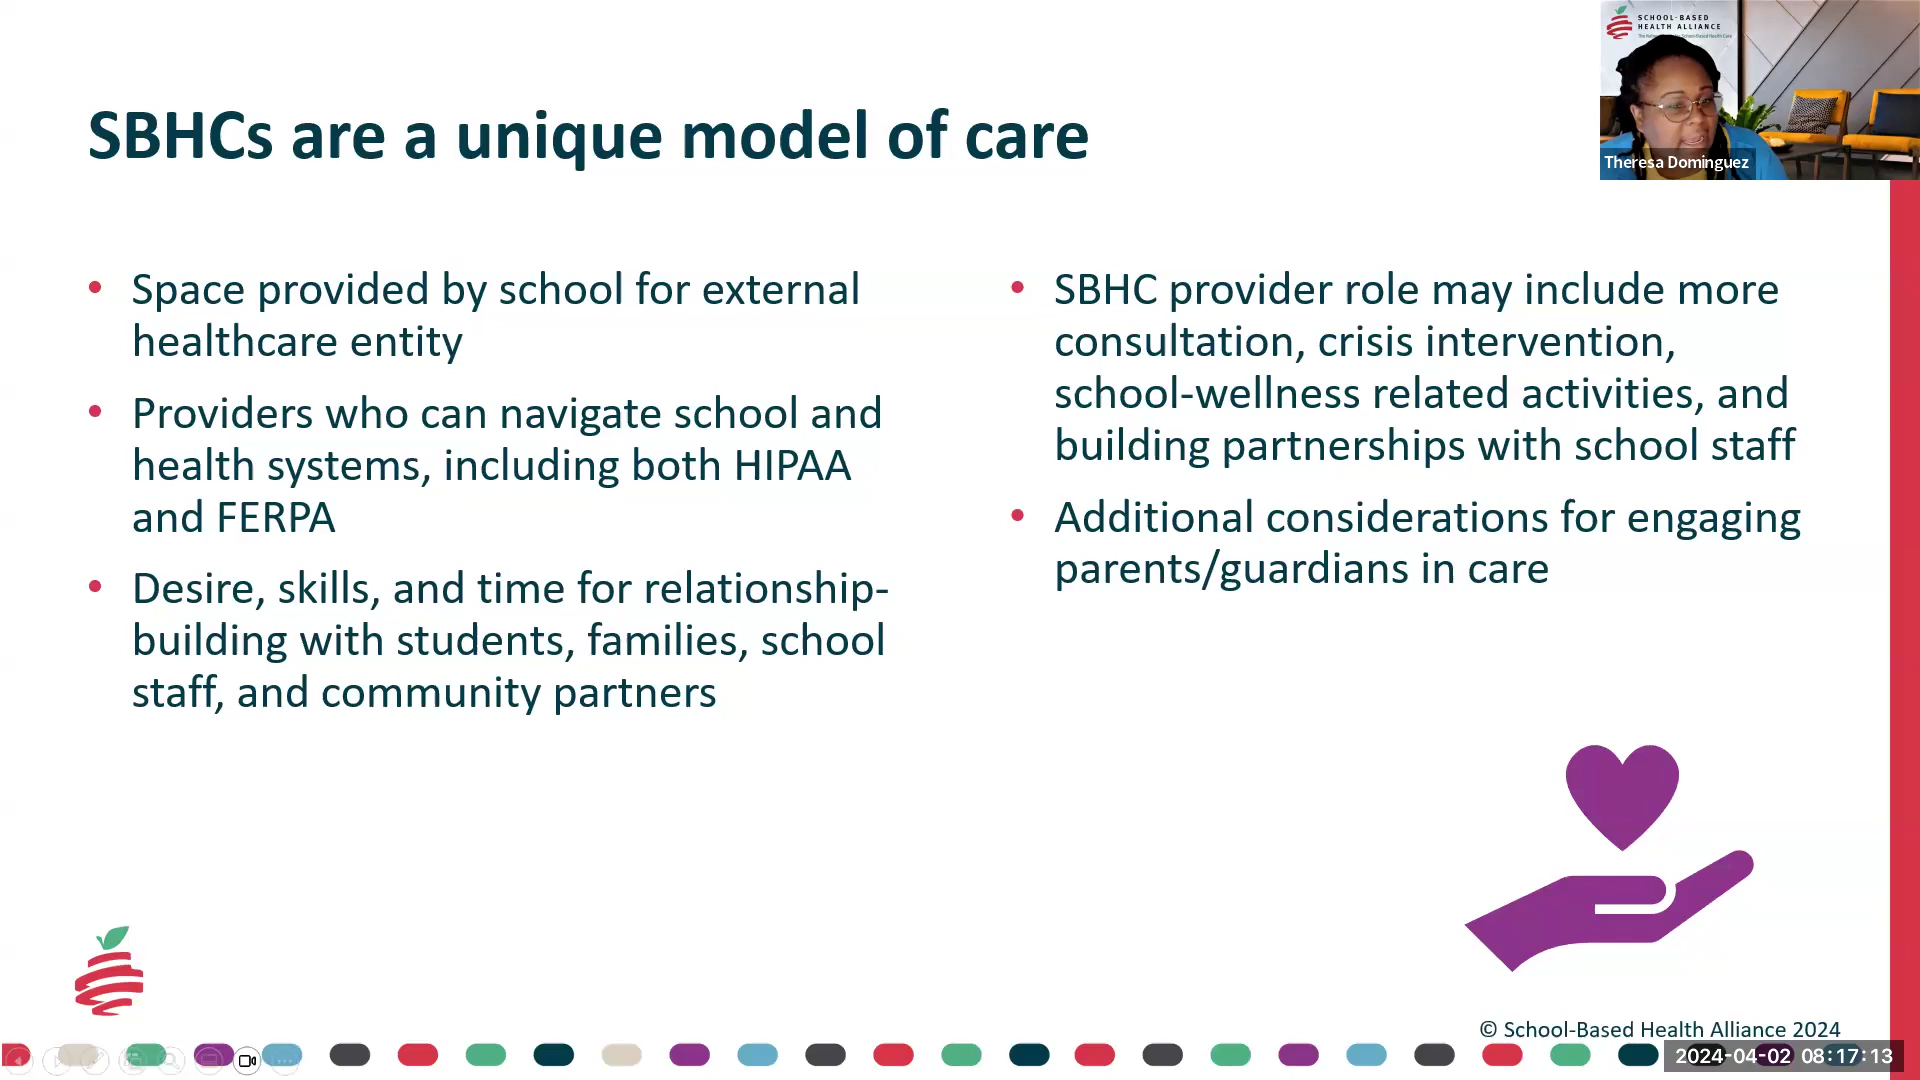 SCHOOL-BASED
HEALTH ALLIANCE
Theresa Dominguez
SBHCs are a unique model of care
• Space provided by school for external
healthcare entity
• Providers who can navigate school and
health systems, including both HIPAA
and FERPA
• Desire, skills, and time for relationship-
building with students, families, school
staff, and community partners
• SBHC provider role may include more
consultation, crisis intervention,
school-wellness related activities, and
building partnerships with school staff
• Additional considerations for engaging
parents/guardians in care
© School-Based Health Alliance 2024
2024-04-02 08:17:13